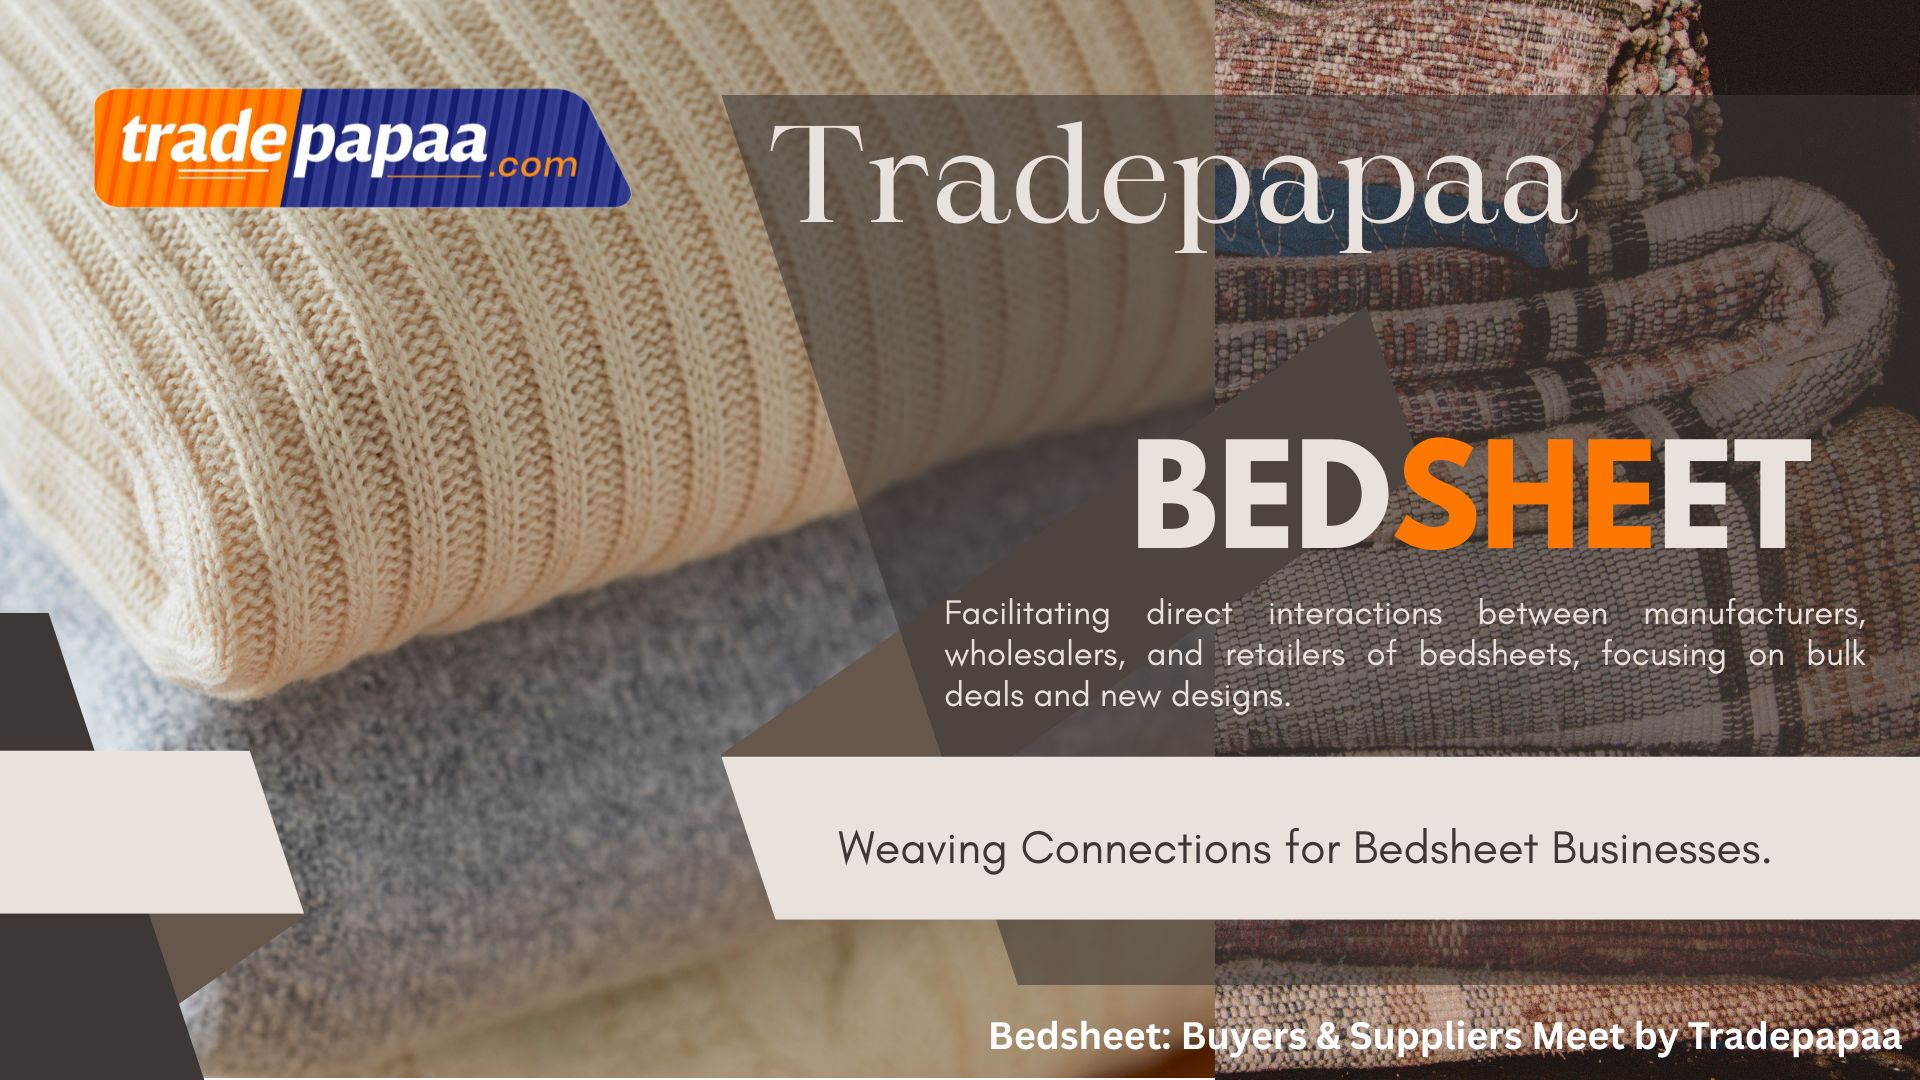 tradepapaa.com
Tradepapaa
BEDSHEET
Facilitating direct interactions between manufacturers,
wholesalers, and retailers of bedsheets, focusing on bulk
deals and new designs.
Weaving Connections for Bedsheet Businesses.
Bedsheet: Buyers & Suppliers Meet by Tradepapaa